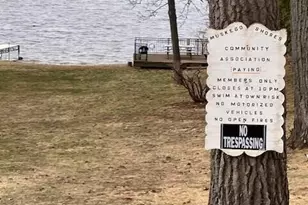 MUSKEGO SHORES
COMMUNITY
ASSOCIATION
PAYING
MEMBERS ONLY
CLOSES AT 10PM
SWIM AT OWN RISK
NO MOTORIZED
VEHICLES
NO OPEN FIRES
NO
TRESPASSING